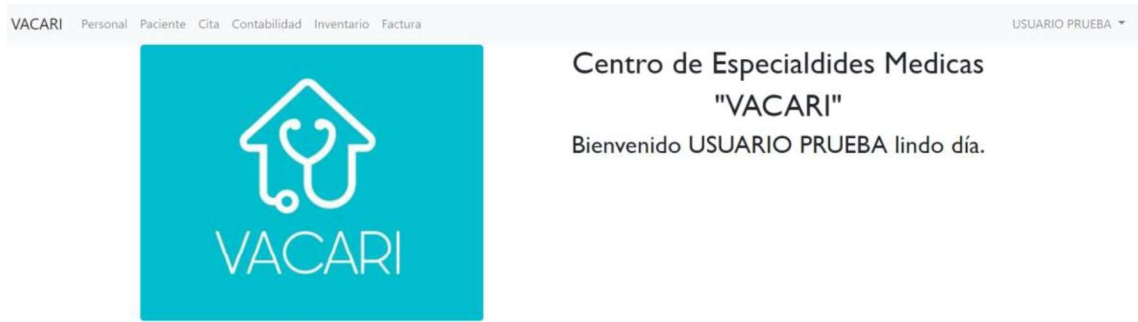 VACARI Personal Paciente Cita Contabilidad Inventario Factura USUARIO PRUEBA
VACARI
Centro de Especialdides Medicas
"VACARI"
Bienvenido USUARIO PRUEBA lindo día.